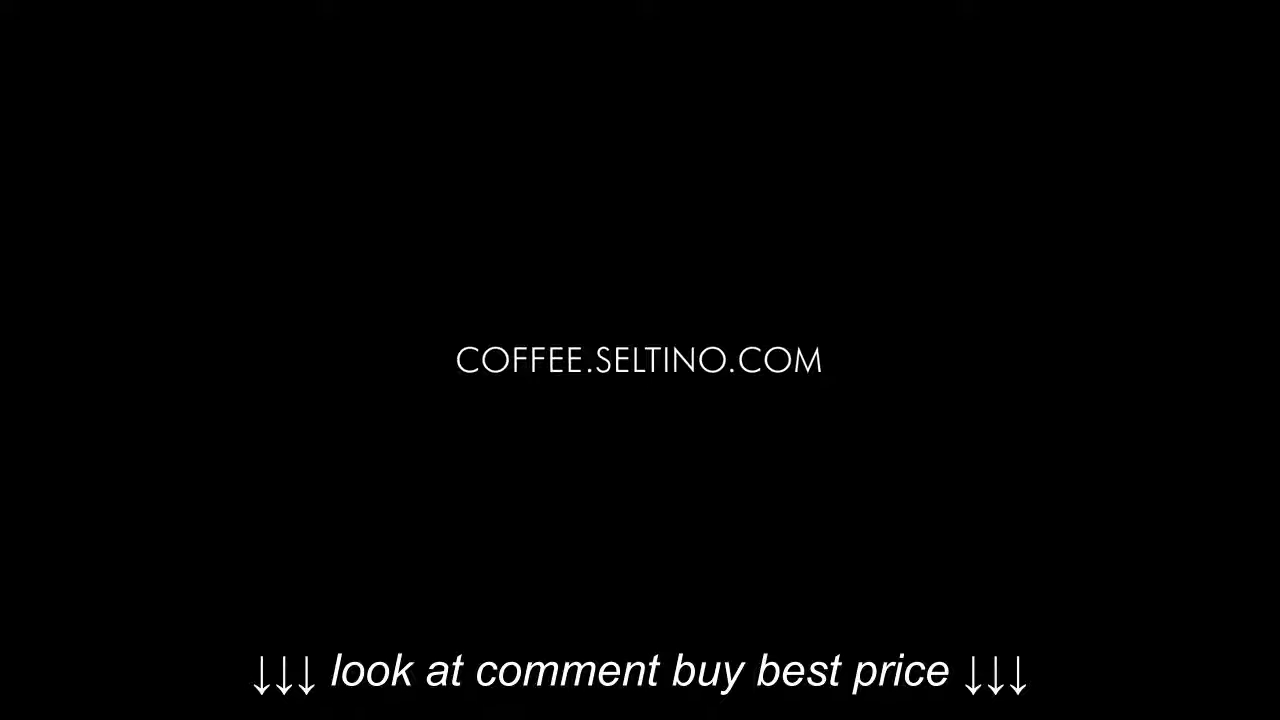 COFFEE.SELTINO.COM
↓↓↓ look at comment buy best price ↓↓↓